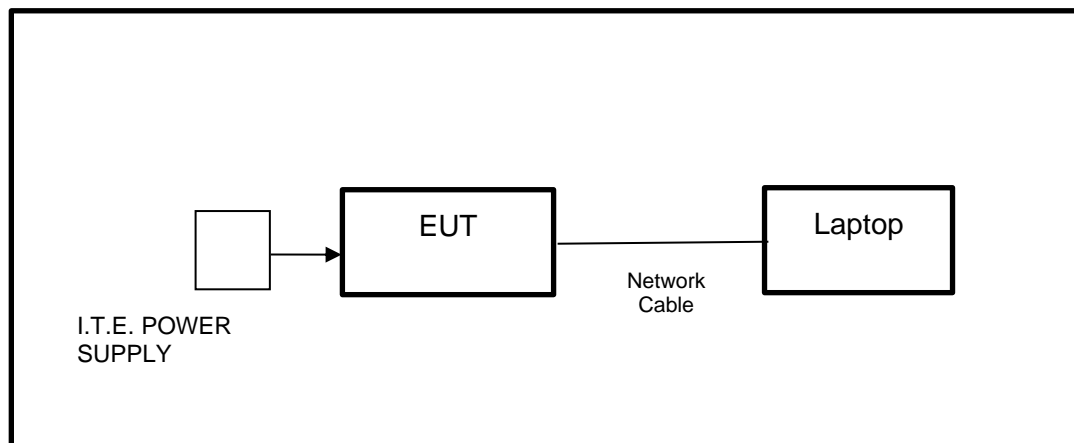 EUT
Laptop
Network
Cable
I.T.E. POWER
SUPPLY